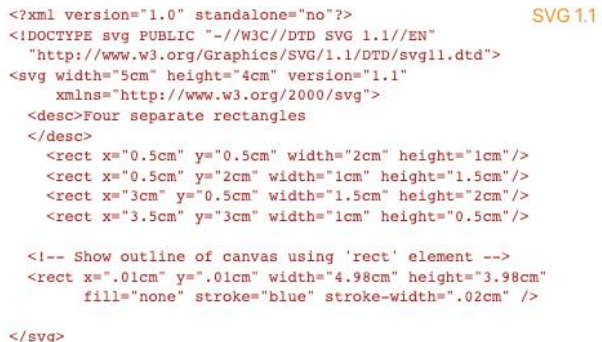 <?xml version="1.0" standalone="no"?>
SVG 1.1
<!DOCTYPE svg PUBLIC "-//W3C//DTD SVG 1.1//EN"
  "http://www.w3.org/Graphics/SVG/1.1/DTD/svg11.dtd">
<svg width="5cm" height="4cm" version="1.1"
     xmlns="http://www.w3.org/2000/svg">
  <desc>Four separate rectangles
  </desc>
    <rect x="0.5cm" y="0.5cm" width="2cm" height="1cm"/>
    <rect x="0.5cm" y="2cm" width="1cm" height="1.5cm"/>
    <rect x="3cm" y="0.5cm" width="1.5cm" height="2cm"/>
    <rect x="3.5cm" y="3cm" width="1cm" height="0.5cm"/>

  <!-- Show outline of canvas using 'rect' element -->
  <rect x=".01cm" y=".01cm" width="4.98cm" height="3.98cm"
        fill="none" stroke="blue" stroke-width=".02cm" />

</svg>